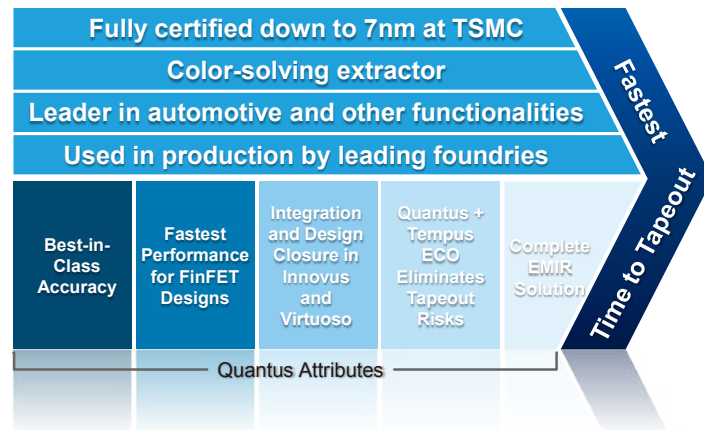 Fully certified down to 7nm at TSMC
Color-solving extractor
Leader in automotive and other functionalities
Used in production by leading foundries
Best-in-
Class
Accuracy
Fastest
Performance
for FinFET
Designs
Integration
and Design
Closure in
Innovus
and
Virtuoso
Quantus +
Tempus
ECO
Eliminates
Tapeout
Risks
Complete
EMIR
Solution
Fastest
Time to Tapeout
Quantus Attributes